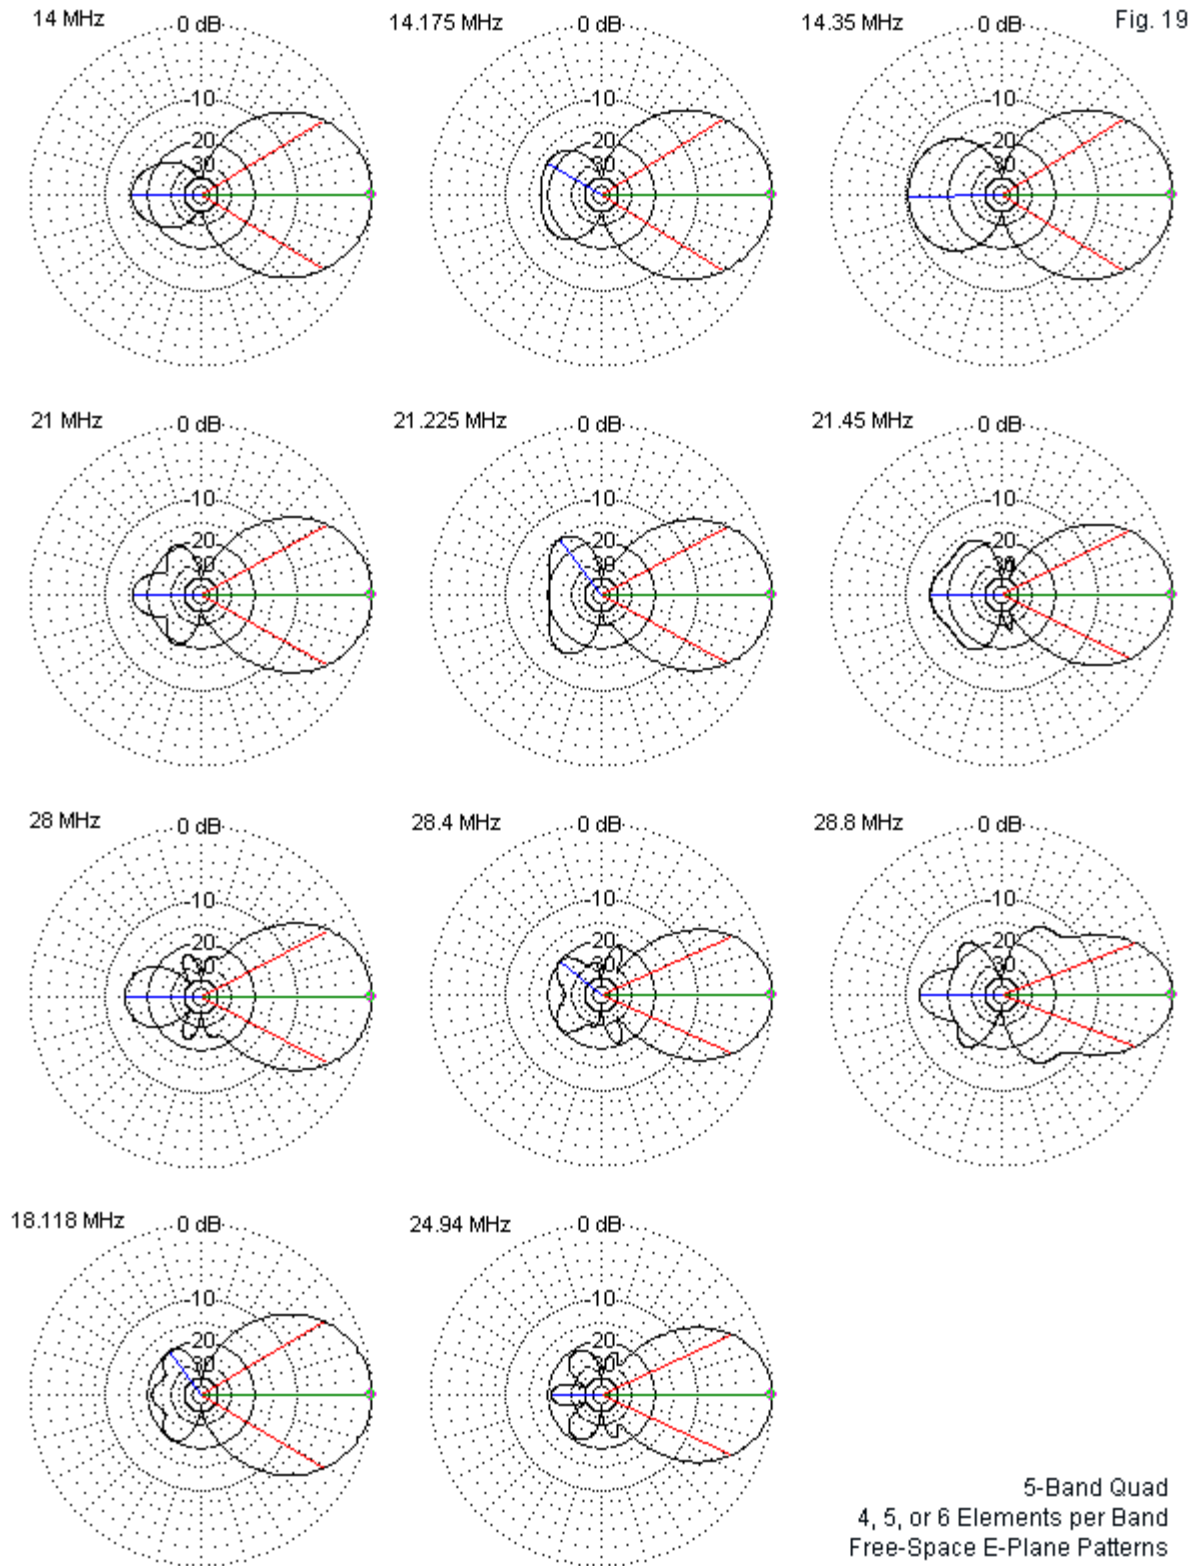 14 MHz
0 dB
-10
20
30
14.175 MHz
0 dB
-10
20
30
14.35 MHz
0 dB
-10
20
30
Fig. 19
21 MHz
0 dB
-10
20
30
21.225 MHz
0 dB
-10
20
30
21.45 MHz
0 dB
-10
20
30
28 MHz
0 dB
-10
20
30
28.4 MHz
0 dB
-10
20
30
28.8 MHz
0 dB
-10
20
30
18.118 MHz
0 dB
-10
20
30
24.94 MHz
0 dB
-10
20
30
5-Band Quad
4, 5, or 6 Elements per Band
Free-Space E-Plane Patterns